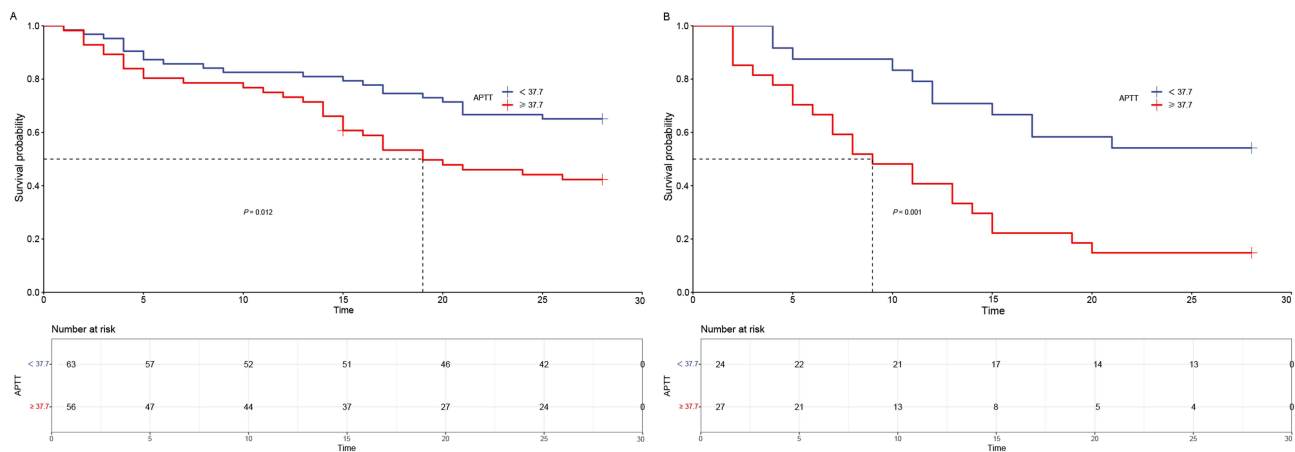 A
1.0
0.8
0.6
0.4
0.2
0.0
Survival probability
APTT
< 37.7
≥ 37.7
P = 0.012
0 5 10 15 20 25 30
Time
Number at risk
APTT
< 37.7 63 57 52 51 46 42 0
≥ 37.7 56 47 44 37 27 24 0
0 5 10 15 20 25 30
Time
B
1.0
0.8
0.6
0.4
0.2
0.0
Survival probability
APTT
< 37.7
≥ 37.7
P = 0.001
0 5 10 15 20 25 30
Time
Number at risk
APTT
< 37.7 24 22 21 17 14 13 0
≥ 37.7 27 21 13 8 5 4 0
0 5 10 15 20 25 30
Time